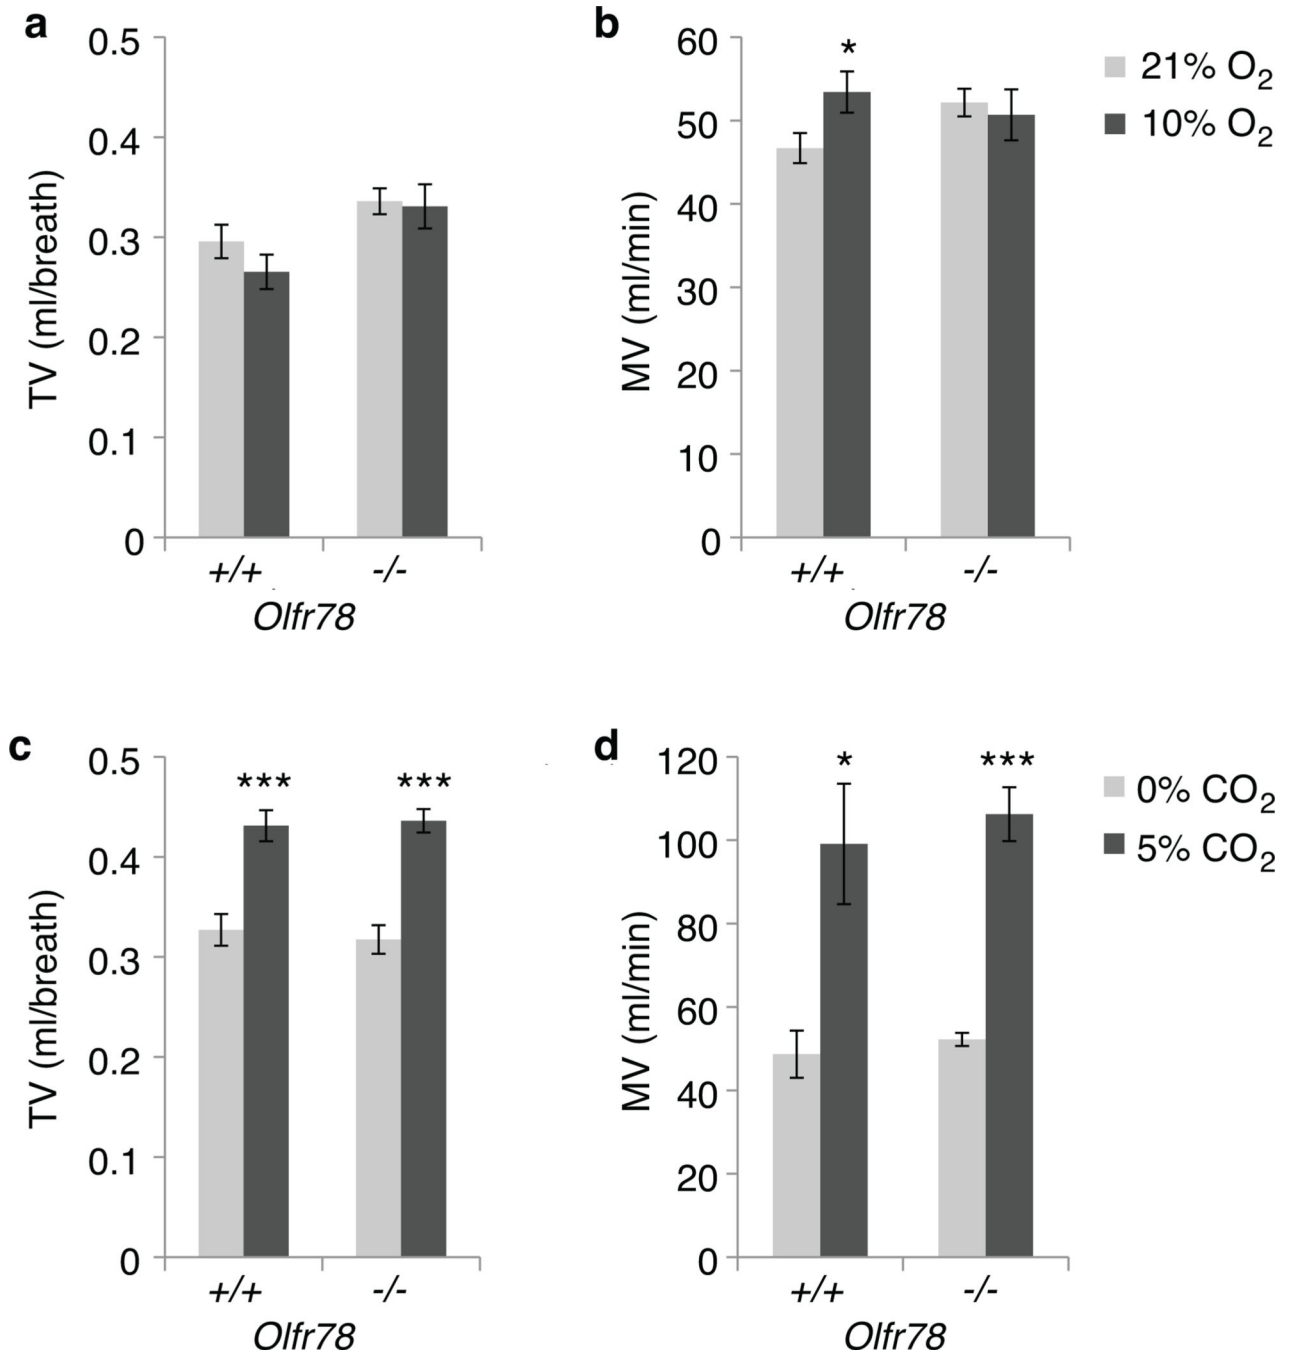 a
0.5
0.4
0.3
0.2
0.1
0
TV (ml/breath)
+/+ -/-
Olfr78
b
60
50
40
30
20
10
0
MV (ml/min)
*
+/+ -/-
Olfr78
21% O2
10% O2
c
0.5
0.4
0.3
0.2
0.1
0
TV (ml/breath)
*** ***
+/+ -/-
Olfr78
d
120
100
80
60
40
20
0
MV (ml/min)
* ***
+/+ -/-
Olfr78
0% CO2
5% CO2